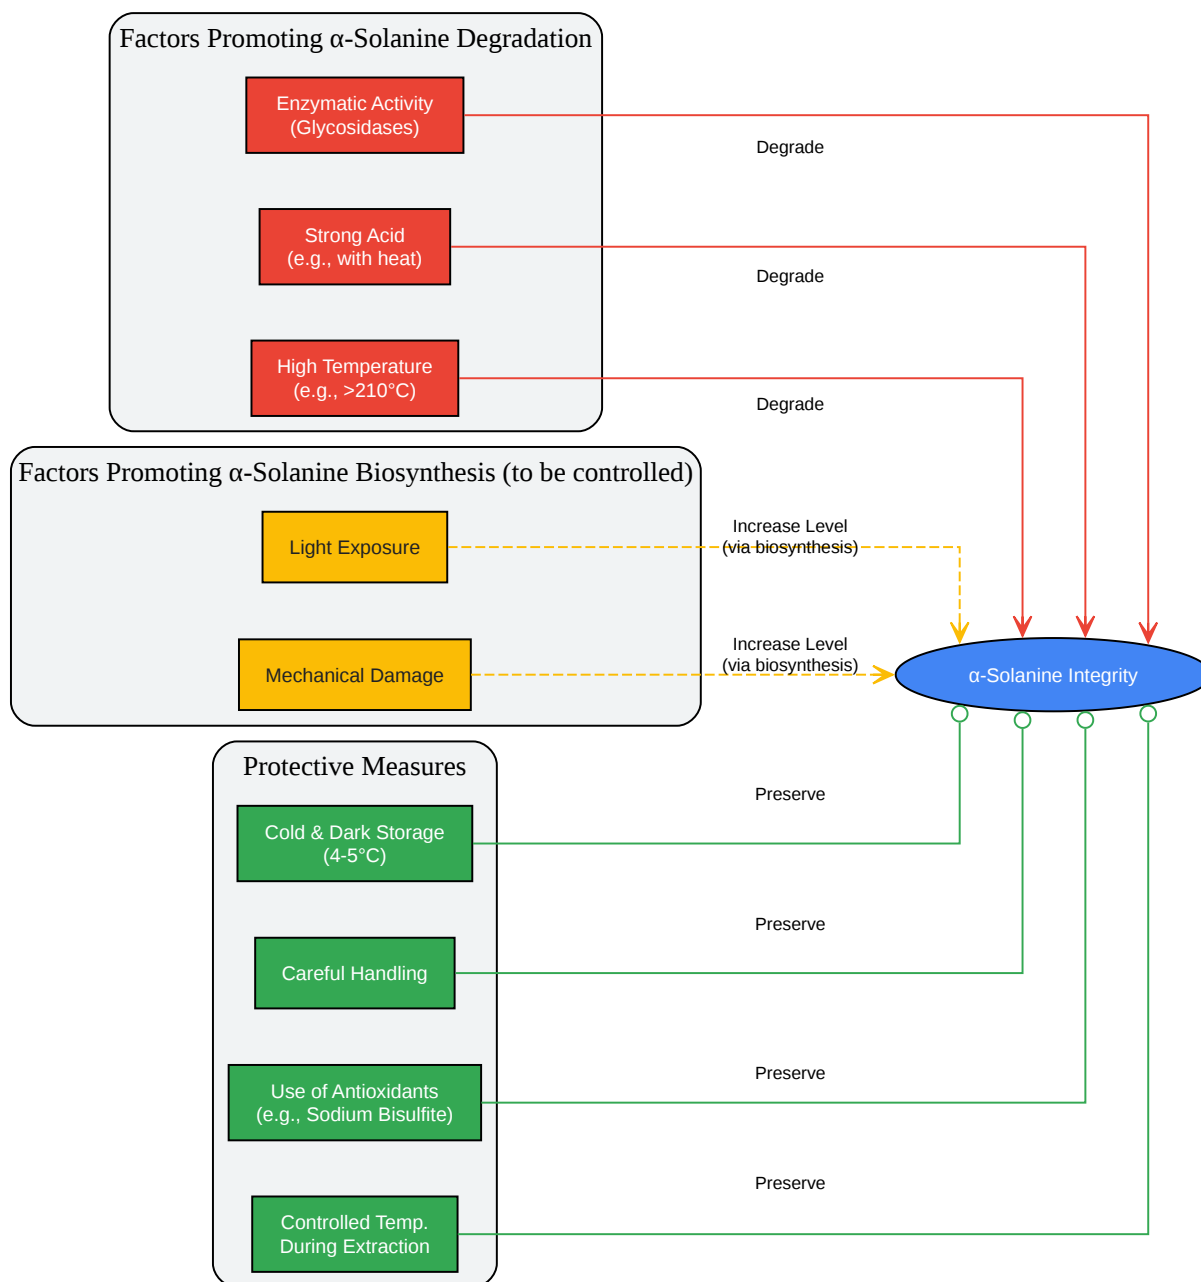 Factors Promoting α-Solanine Degradation
Enzymatic Activity
(Glycosidases)
Degrade
Strong Acid
(e.g., with heat)
Degrade
High Temperature
(e.g., >210°C)
Degrade
Factors Promoting α-Solanine Biosynthesis (to be controlled)
Light Exposure
Increase Level
(via biosynthesis)
Mechanical Damage
Increase Level
(via biosynthesis)
α-Solanine Integrity
Protective Measures
Cold & Dark Storage
(4-5°C)
Preserve
Careful Handling
Preserve
Use of Antioxidants
(e.g., Sodium Bisulfite)
Preserve
Controlled Temp.
During Extraction
Preserve